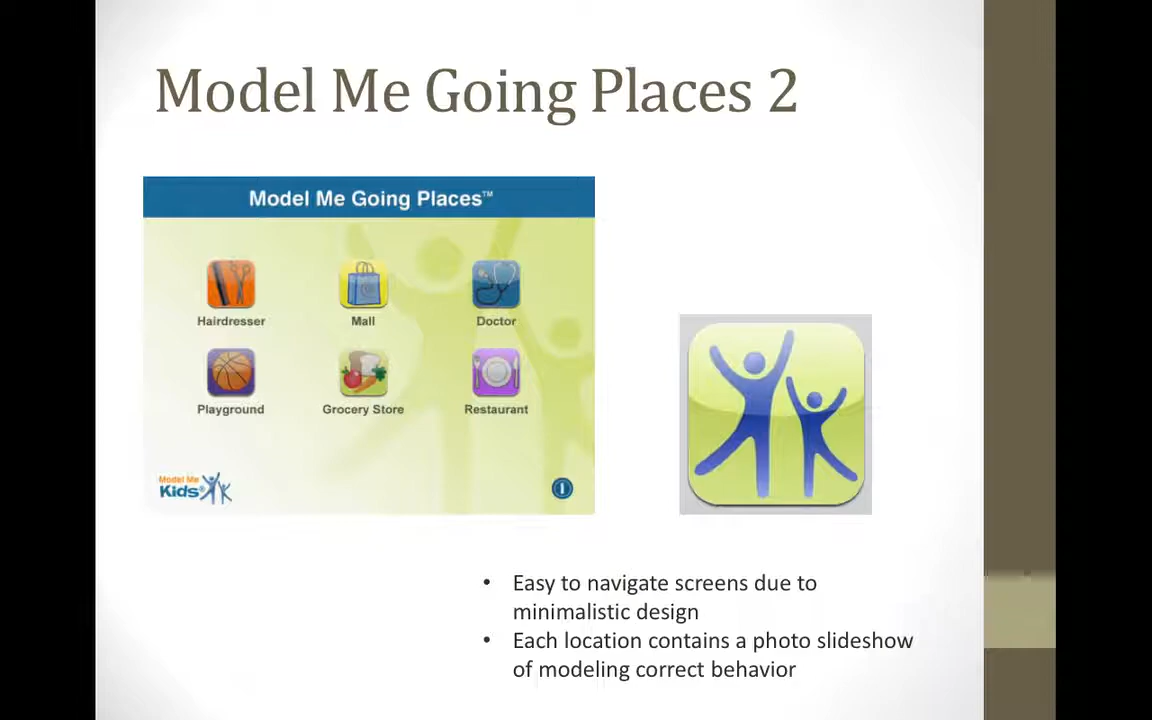 Model Me Going Places 2
Model Me Going Places™
Hairdresser Mall Doctor
Playground Grocery Store Restaurant
Model Me
Kids®
• Easy to navigate screens due to
minimalistic design
• Each location contains a photo slideshow
of modeling correct behavior